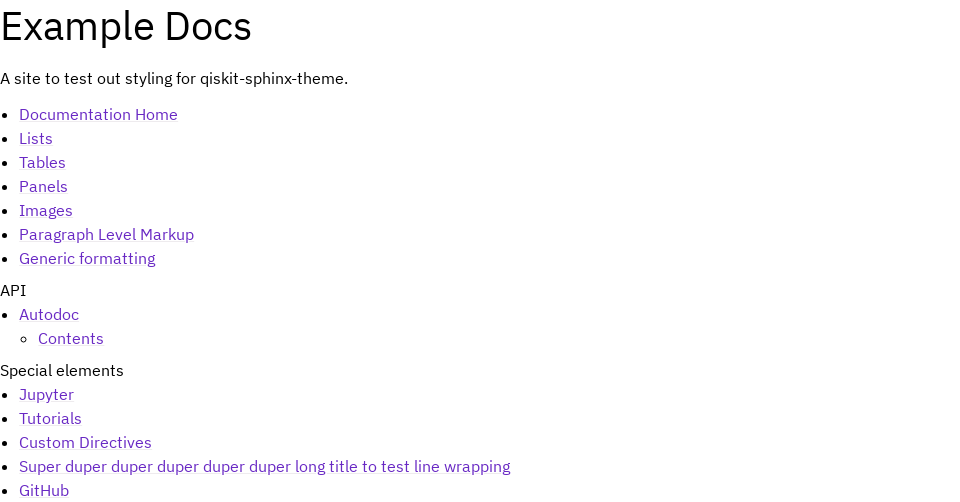 Example Docs
A site to test out styling for qiskit-sphinx-theme.
Documentation Home
Lists
Tables
Panels
Images
Paragraph Level Markup
Generic formatting
API
Autodoc
Contents
Special elements
Jupyter
Tutorials
Custom Directives
Super duper duper duper duper duper long title to test line wrapping
GitHub